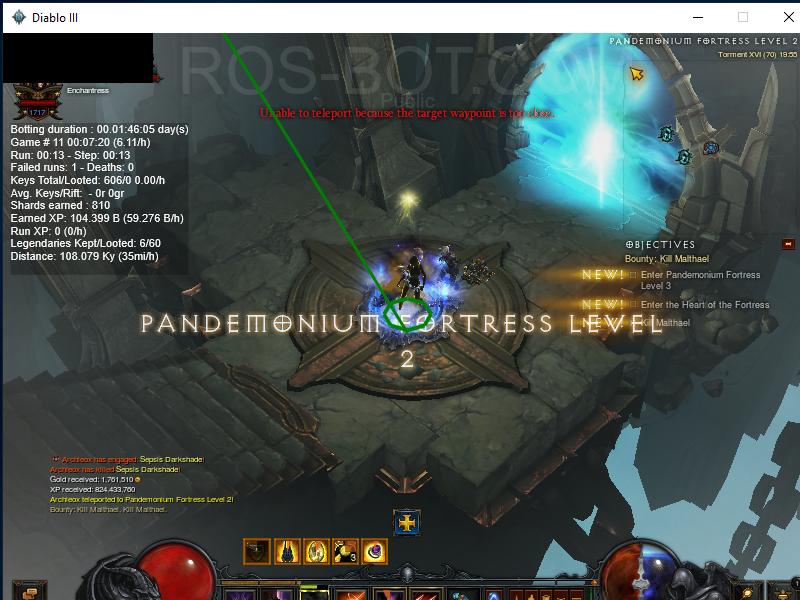 Diablo III
PANDEMONIUM FORTRESS LEVEL 2
Torment XVI (70) 19:55
ROS-BOT.COM
Public
Enchantress
1717
Unable to teleport because the target waypoint is too close.
Botting duration : 00.01:46:05 day(s)
Game # 11 00:07:20 (6.11/h)
Run: 00:13 - Step: 00:13
Failed runs: 1 - Deaths: 0
Keys Total/Looted: 606/0 0.00/h
Avg. Keys/Rift: - 0r 0gr
Shards earned : 810
Earned XP: 104.399 B (59.276 B/h)
Run XP: 0 (0/h)
Legendaries Kept/Looted: 6/60
Distance: 108.079 Ky (35mi/h)
OBJECTIVES
Bounty: Kill Malthael
NEW! Enter Pandemonium Fortress
Level 3
NEW! Enter the Heart of the Fortress
NEW! Kill Malthael
PANDEMONIUM FORTRESS LEVEL
2
Archleox has engaged Sepsis Darkshade!
Archleox has killed Sepsis Darkshade!
Gold received: 1,761,510
XP received: 824,433,760
Archleox teleported to Pandemonium Fortress Level 2!
Bounty: Kill Malthael. Kill Malthael.
3